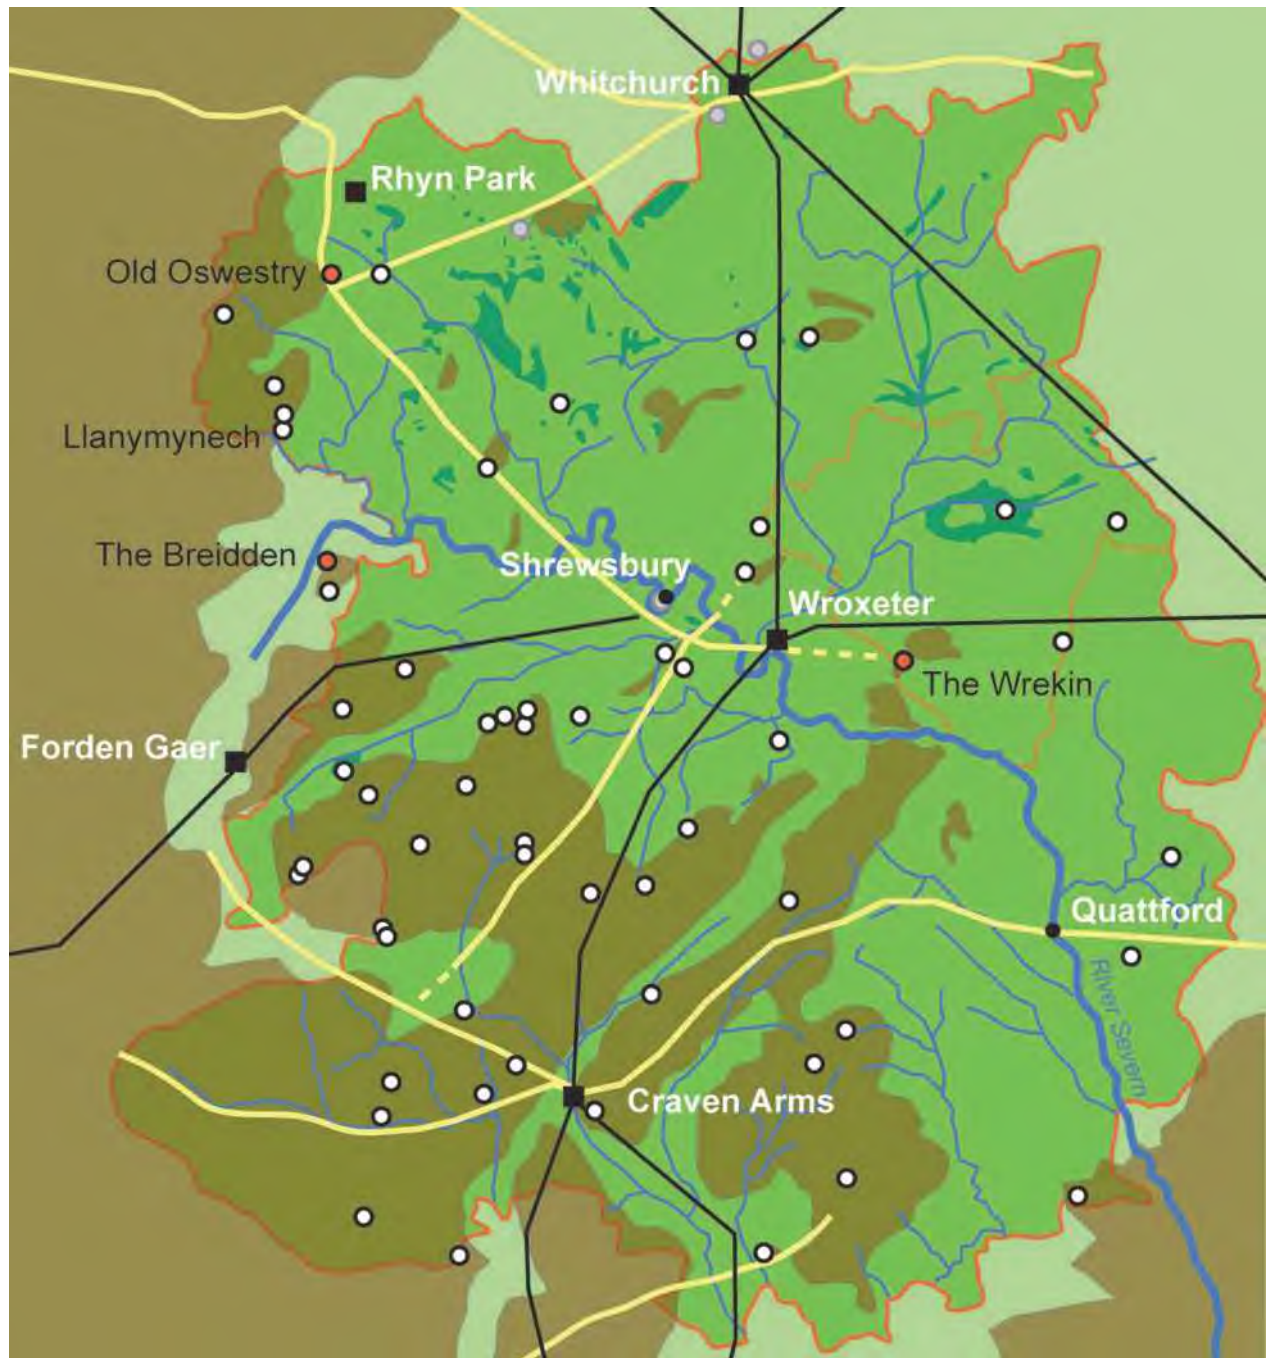 Whitchurch
Rhyn Park
Old Oswestry
Llanymynech
The Breidden
Shrewsbury
Wroxeter
The Wrekin
Forden Gaer
Quattford
River Severn
Craven Arms